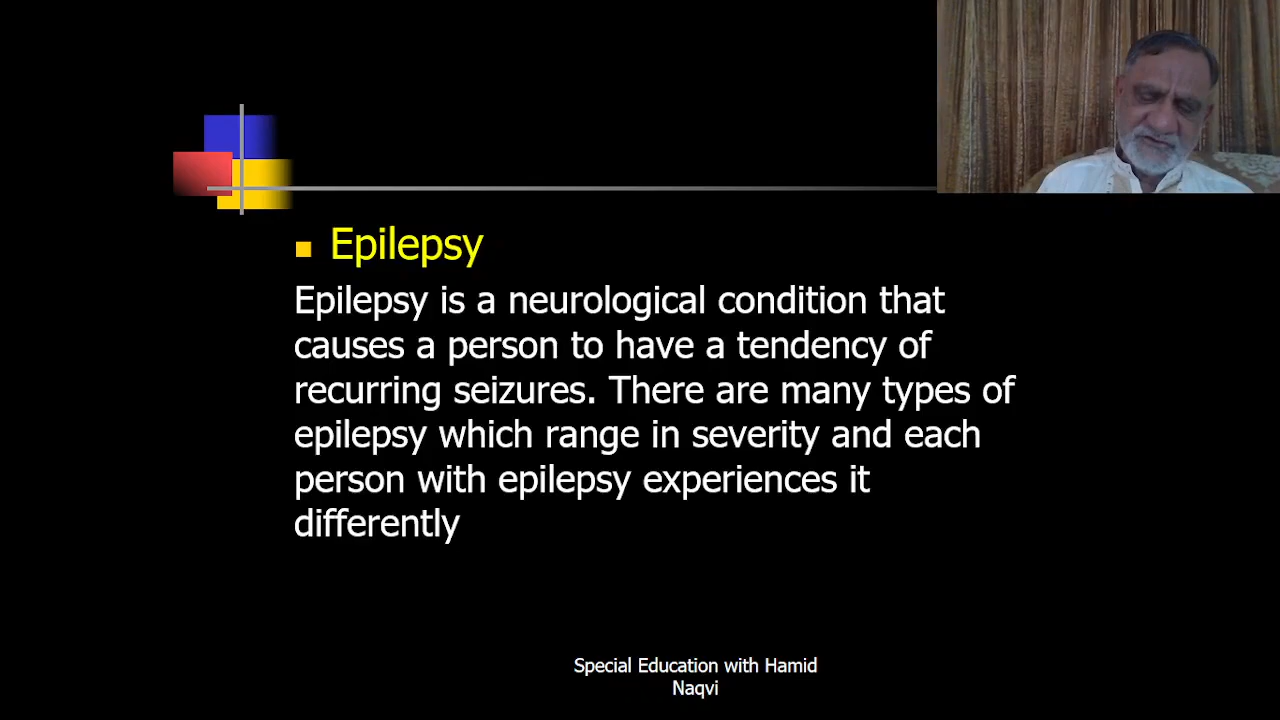 Epilepsy
Epilepsy is a neurological condition that
causes a person to have a tendency of
recurring seizures. There are many types of
epilepsy which range in severity and each
person with epilepsy experiences it
differently
Special Education with Hamid
Naqvi